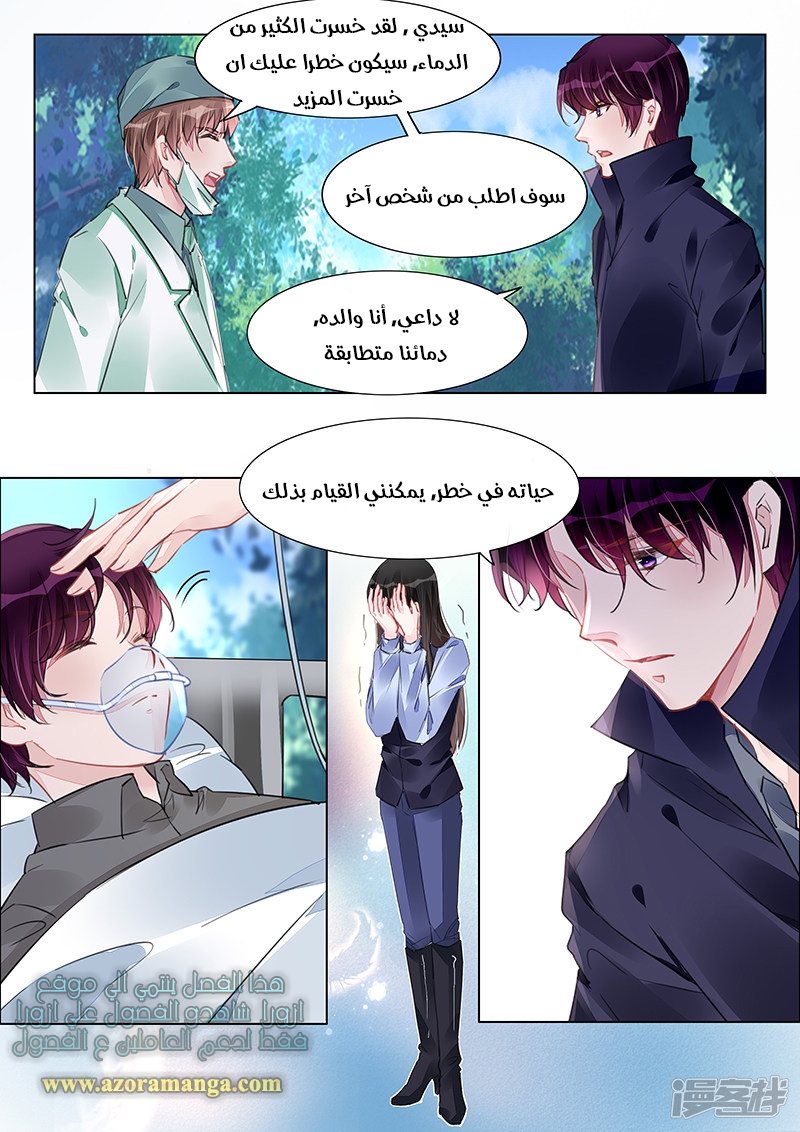 سيدي , لقد خسرت الكثير من
الدماء, سيكون خطرا عليك ان
خسرت المزيد
سوف اطلب من شخص آخر
لا داعي, أنا والده,
دمائنا متطابقة
حياته في خطر, يمكنني القيام بذلك
هذا الفصل ينتمي الي موقع
ازورا شاهدو الفصول علي ازورا
فقط لدعم العاملين ع الفصول
www.azoramanga.com
漫客栈